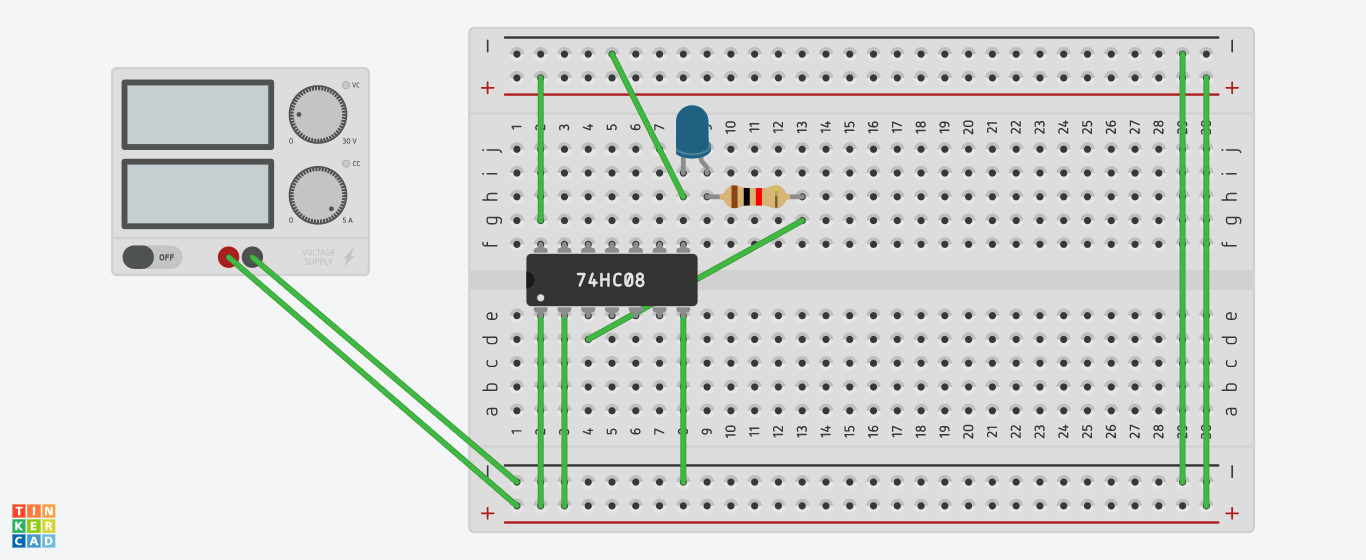 VC
0 30 V
CC
0 5 A
OFF
VOLTAGE
SUPPLY
− −
+ +
1 2 3 4 5 6 7 9 10 11 12 13 14 15 16 17 18 19 20 21 22 23 24 25 26 27 28 29 30
j j
i i
h h
g g
f f
74HC08
e e
d d
c c
b b
a a
1 2 3 4 5 6 7 8 9 10 11 12 13 14 15 16 17 18 19 20 21 22 23 24 25 26 27 28 29 30
− −
+ +
TIN
KER
CAD